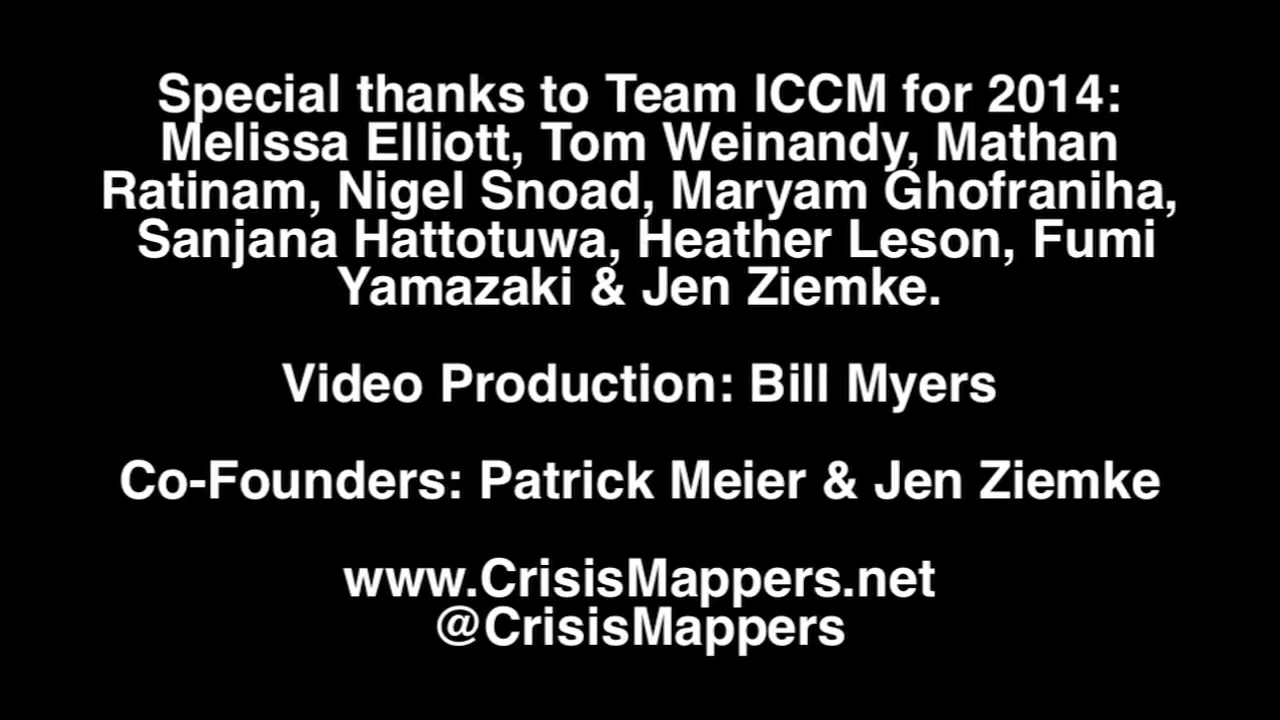 Special thanks to Team ICCM for 2014:
Melissa Elliott, Tom Weinandy, Mathan
Ratinam, Nigel Snoad, Maryam Ghofraniha,
Sanjana Hattotuwa, Heather Leson, Fumi
Yamazaki & Jen Ziemke.
Video Production: Bill Myers
Co-Founders: Patrick Meier & Jen Ziemke
www.CrisisMappers.net
@CrisisMappers